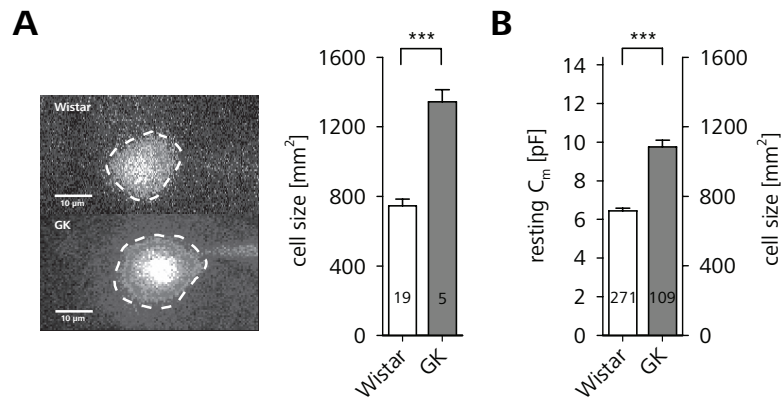 A
Wistar
10 µm
GK
10 µm
cell size [mm²]
1600
1200
800
400
0
***
19
5
Wistar
GK
B
resting Cₘ [pF]
14
12
10
8
6
4
2
0
***
271
109
Wistar
GK
1600
1200
800
400
0
cell size [mm²]